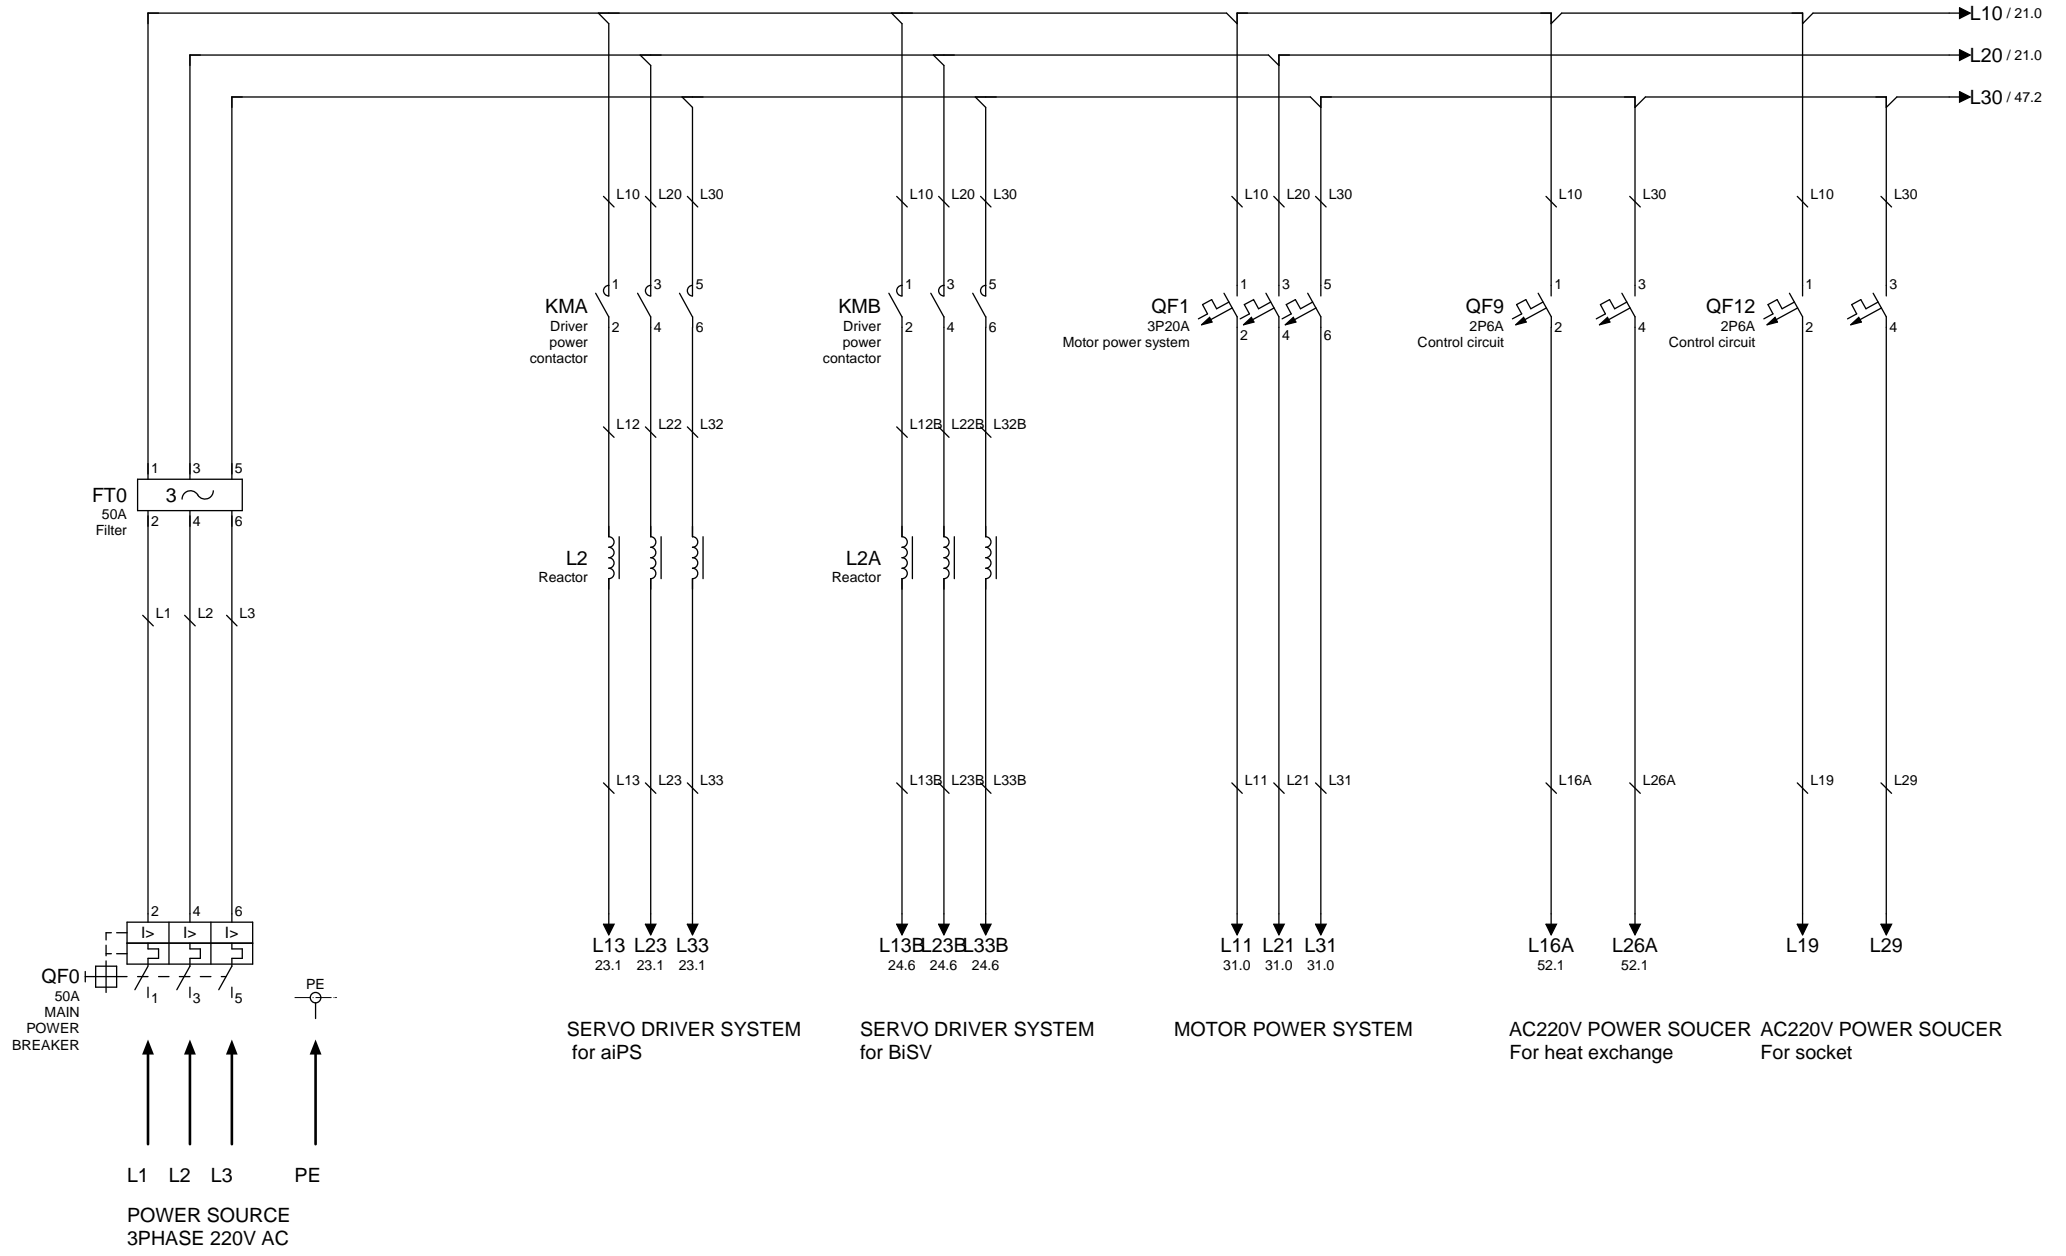 L10 / 21.0
L20 / 21.0
L30 / 47.2
L10 L20 L30 L10 L20 L30 L10 L20 L30 L10 L30 L10 L30
1 3 5 1 3 5 1 3 5 1 3 1 3
KMA KMB QF1 QF9 QF12
Driver Driver 3P20A 2P6A 2P6A
2 4 6 2 4 6 2 4 6 2 4 2 4
power power Motor power system Control circuit Control circuit
contactor contactor
L12 L22 L32 L12B L22B L32B
1 3 5
FT0 3
50A
2 4 6
Filter
L2 L2A
Reactor Reactor
L1 L2 L3
L13 L23 L33 L13B L23B L33B L11 L21 L31 L16A L26A L19 L29
2 4 6
I> I> I>
L13 L23 L33 L13B L23B L33B L11 L21 L31 L16A L26A L19 L29
23.1 23.1 23.1 24.6 24.6 24.6 31.0 31.0 31.0 52.1 52.1
QF0
PE
50A
1 3 5
MAIN
POWER
BREAKER
SERVO DRIVER SYSTEM SERVO DRIVER SYSTEM MOTOR POWER SYSTEM AC220V POWER SOUCER AC220V POWER SOUCER
for aiPS for BiSV For heat exchange For socket
L1 L2 L3 PE
POWER SOURCE
3PHASE 220V AC